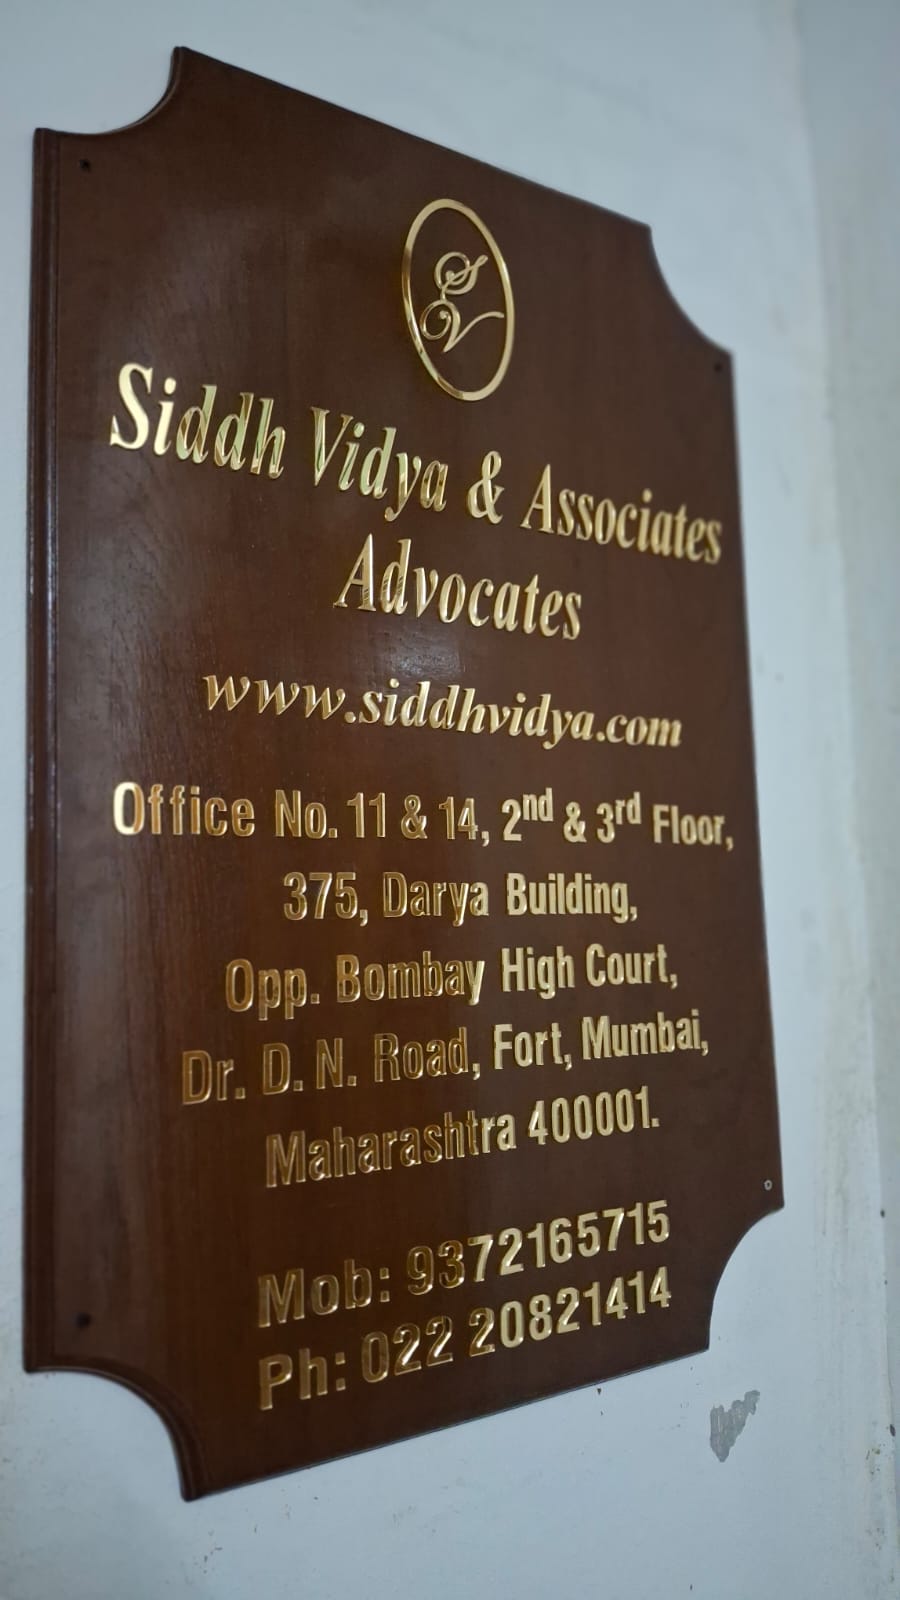 SV
Siddh Vidya & Associates
Advocates
www.siddhvidya.com
Office No. 11 & 14, 2nd & 3rd Floor,
375, Darya Building,
Opp. Bombay High Court,
Dr. D. N. Road, Fort, Mumbai,
Maharashtra 400001.
Mob: 9372165715
Ph: 022 20821414